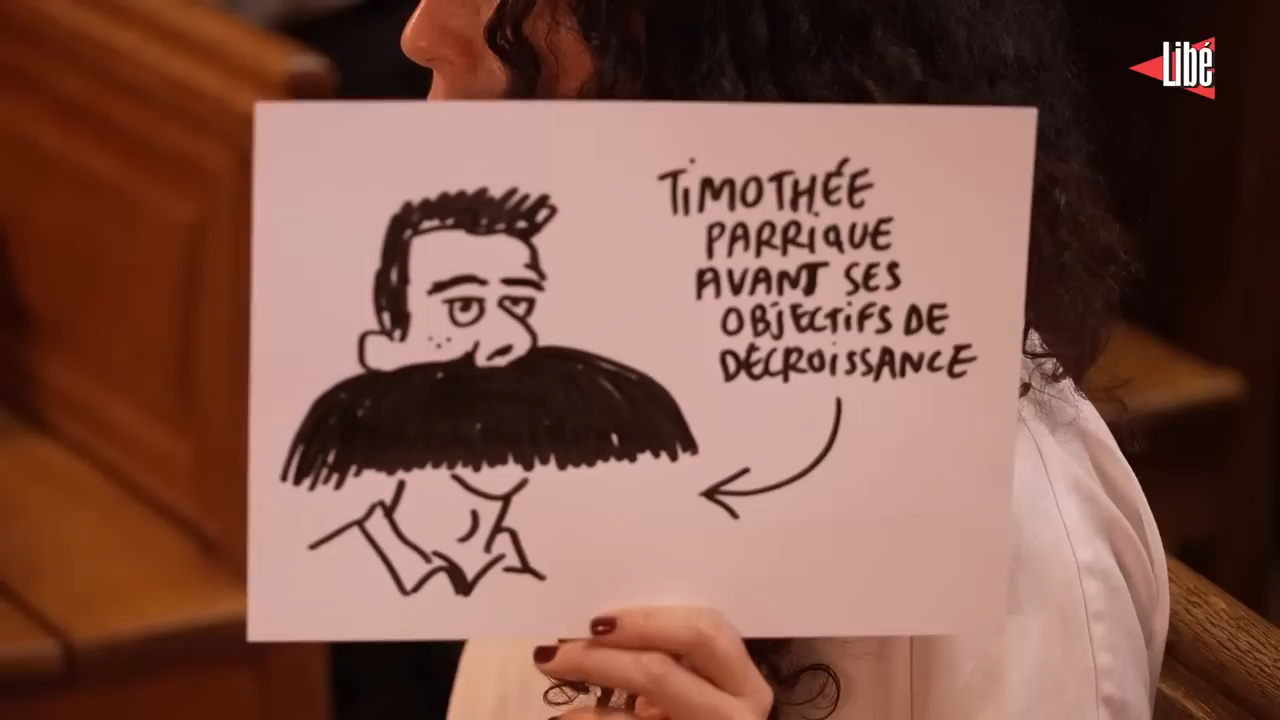 Libé
TiMOTHÉE
PARRIQUE
AVANT SES
OBJECTIFS DE
DÉCROISSANCE